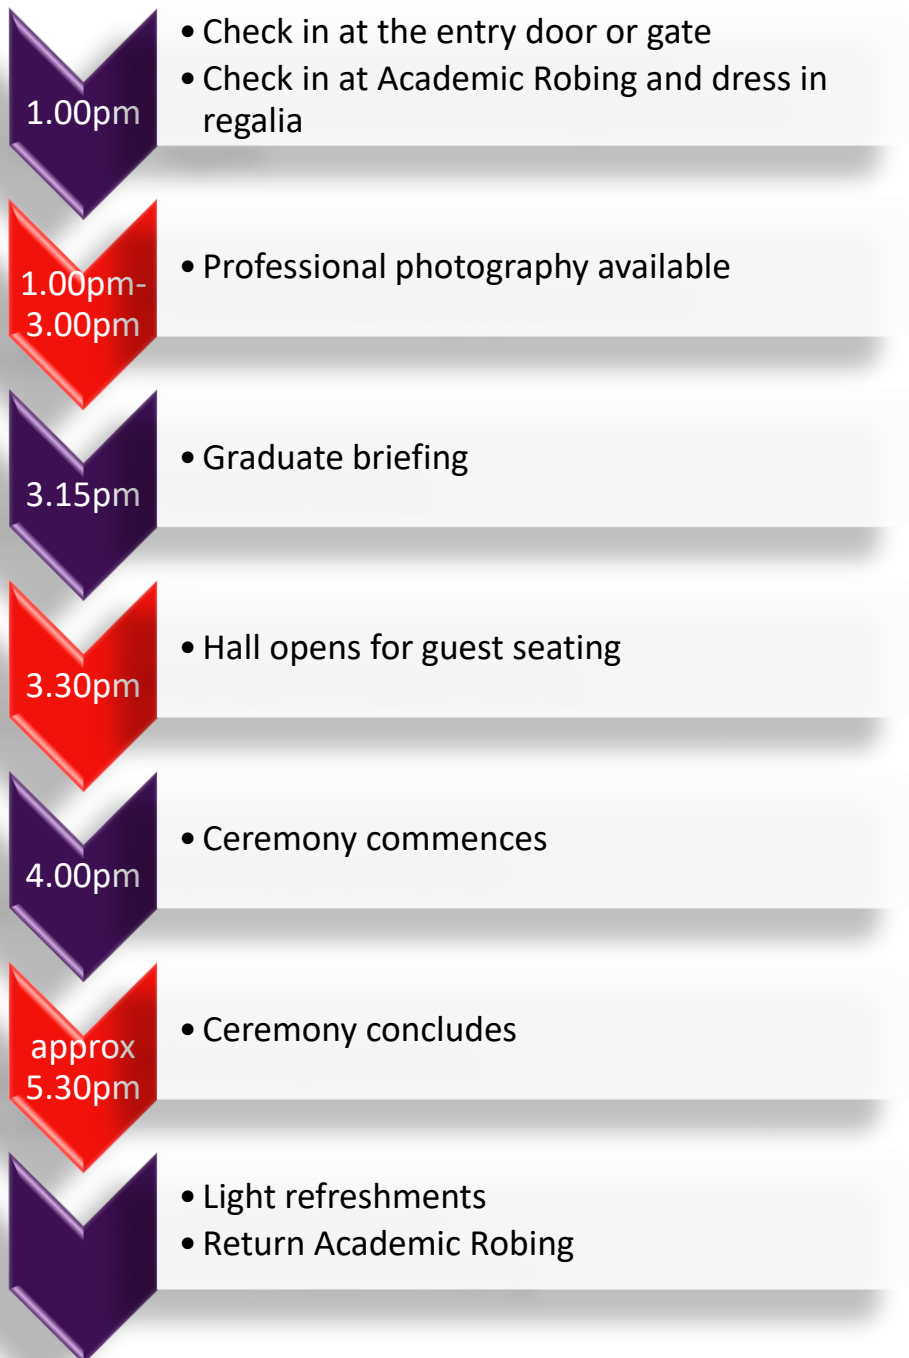 1.00pm
• Check in at the entry door or gate
• Check in at Academic Robing and dress in
regalia
1.00pm-
3.00pm
• Professional photography available
3.15pm
• Graduate briefing
3.30pm
• Hall opens for guest seating
4.00pm
• Ceremony commences
approx
5.30pm
• Ceremony concludes
• Light refreshments
• Return Academic Robing